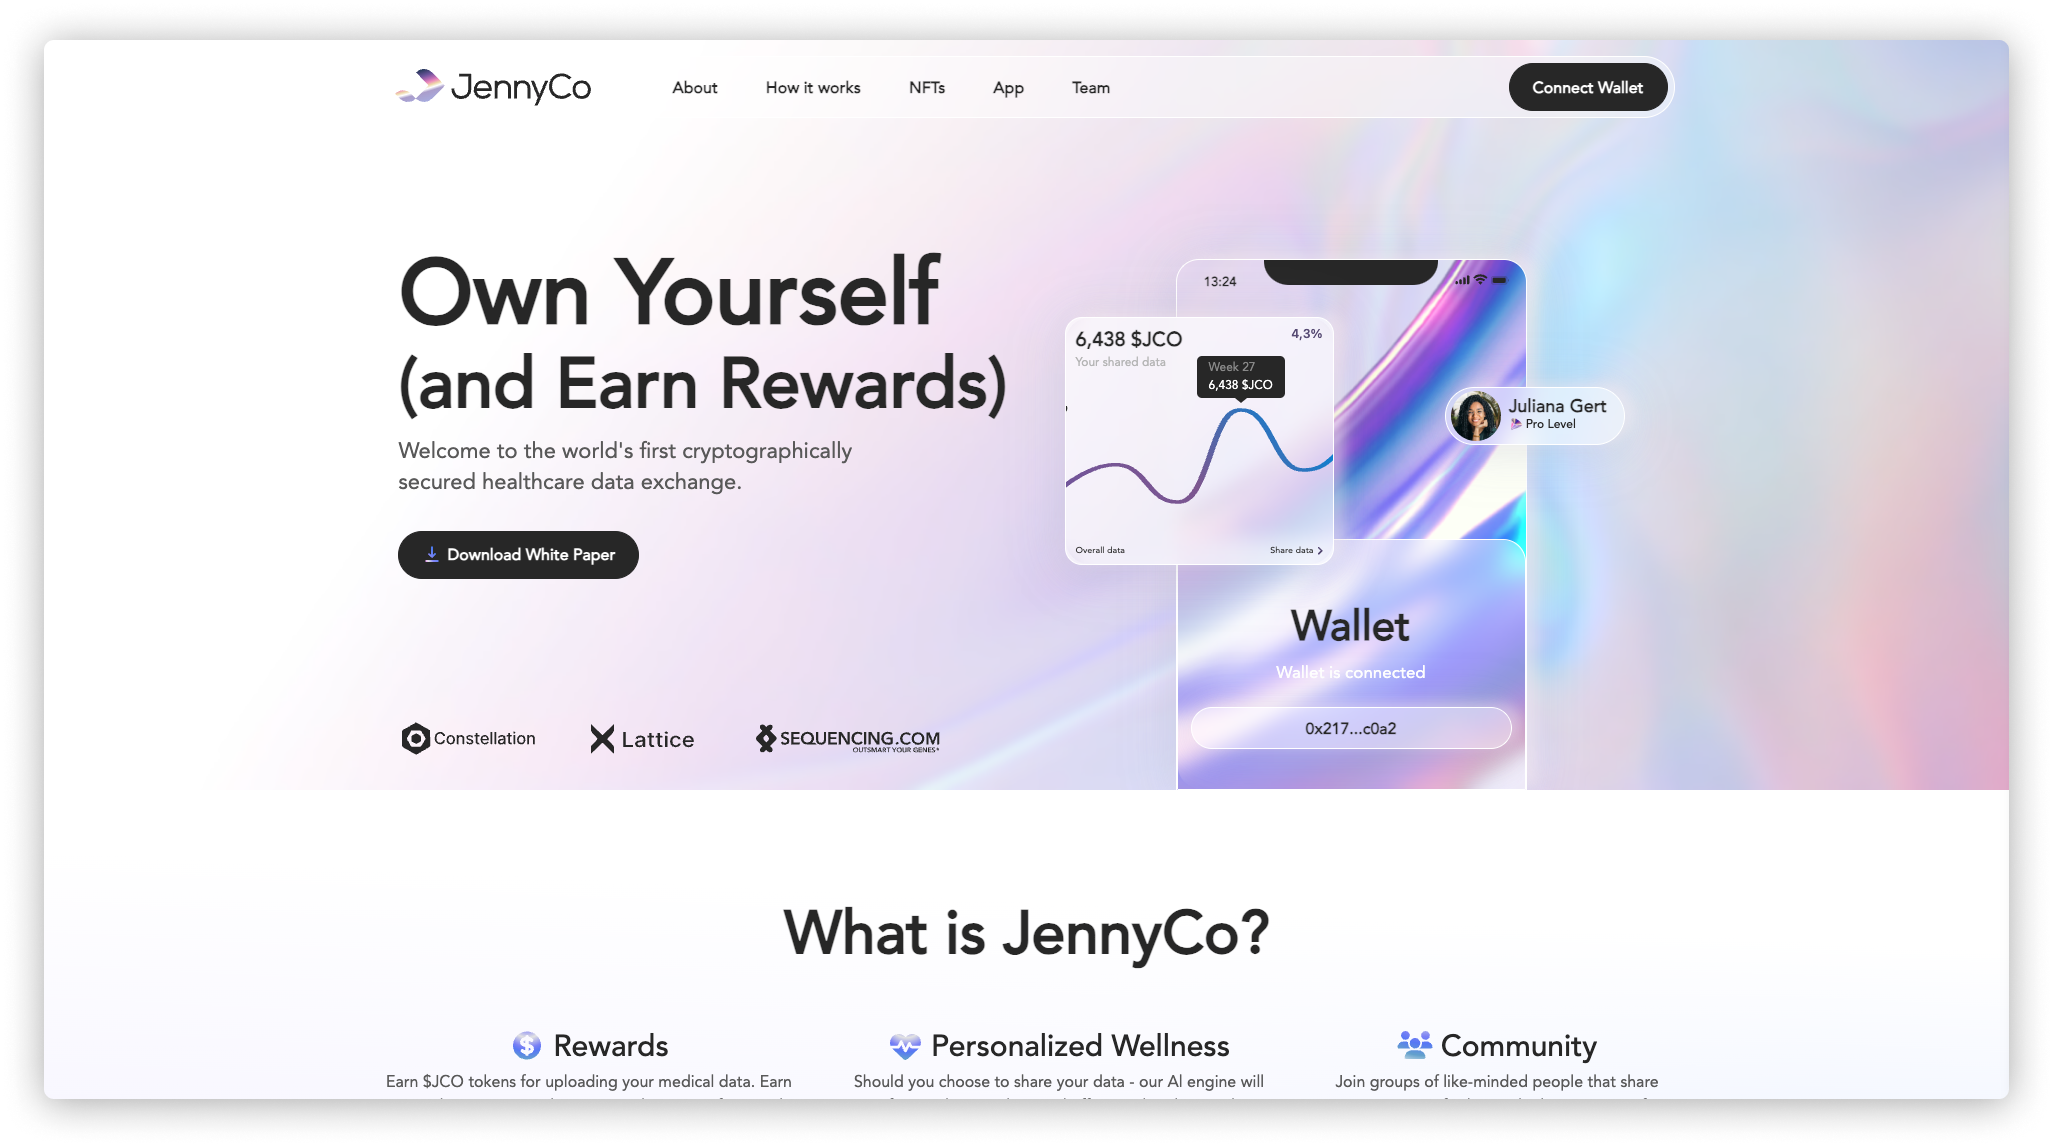 JennyCo
About
How it works
NFTs
App
Team
Connect Wallet
Own Yourself
(and Earn Rewards)
Welcome to the world's first cryptographically
secured healthcare data exchange.
Download White Paper
Constellation
Lattice
SEQUENCING.COM
OUTSMART YOUR GENES®
13:24
6,438 $JCO
4,3%
Your shared data
Week 27
6,438 $JCO
Overall data
Share data
Juliana Gert
Pro Level
Wallet
Wallet is connected
0x217...c0a2
What is JennyCo?
Rewards
Earn $JCO tokens for uploading your medical data. Earn
Personalized Wellness
Should you choose to share your data - our AI engine will
Community
Join groups of like-minded people that share